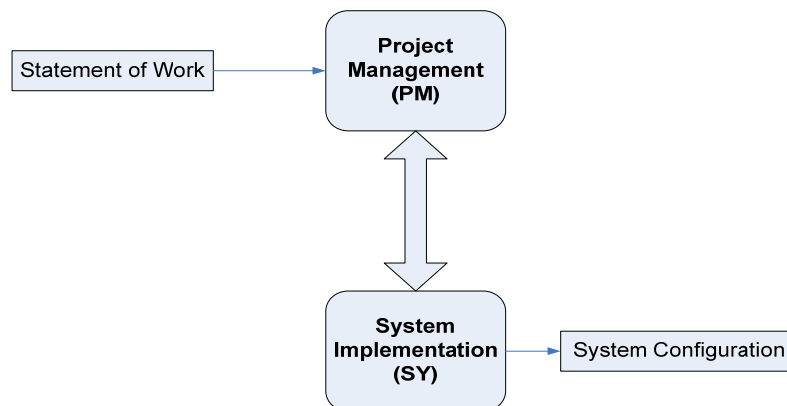 Statement of Work
Project
Management
(PM)
System
Implementation
(SY)
System Configuration